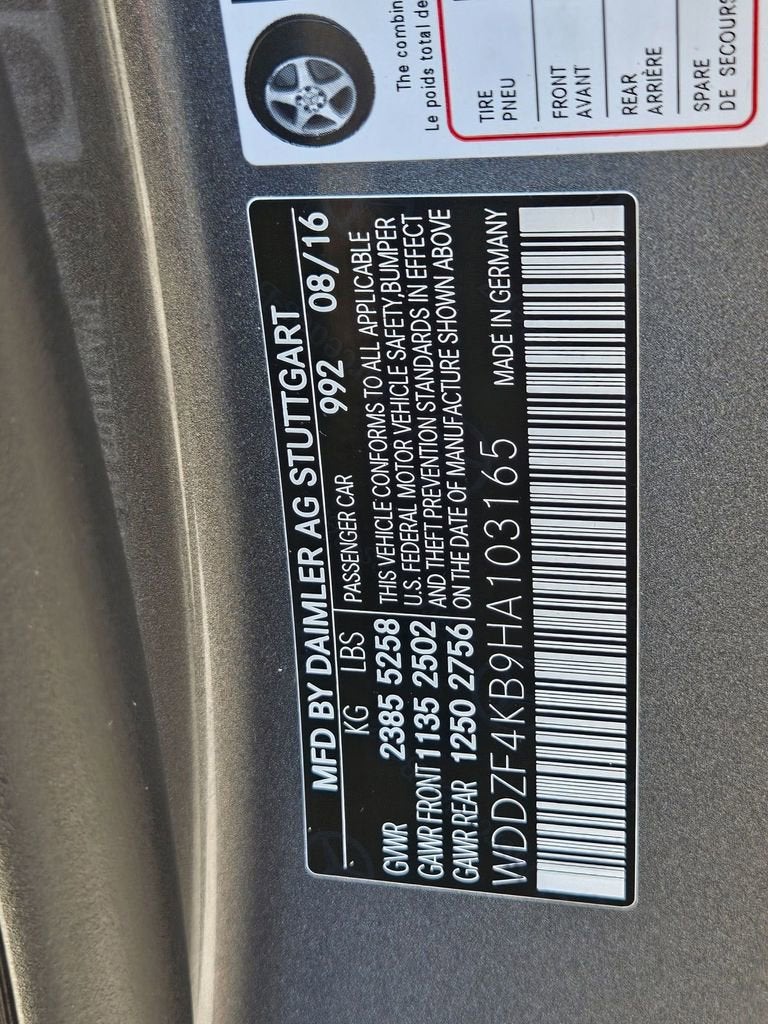 MFD BY DAIMLER AG STUTTGART
KG LBS PASSENGER CAR 992 08/16
GVWR 2385 5258 THIS VEHICLE CONFORMS TO ALL APPLICABLE
U.S. FEDERAL MOTOR VEHICLE SAFETY,BUMPER
GAWR FRONT 1135 2502 AND THEFT PREVENTION STANDARDS IN EFFECT
GAWR REAR 1250 2756 ON THE DATE OF MANUFACTURE SHOWN ABOVE
WDDZF4KB9HA103165 MADE IN GERMANY
The combin
Le poids total de
TIRE
PNEU
FRONT
AVANT
REAR
ARRIÈRE
SPARE
DE SECOURS